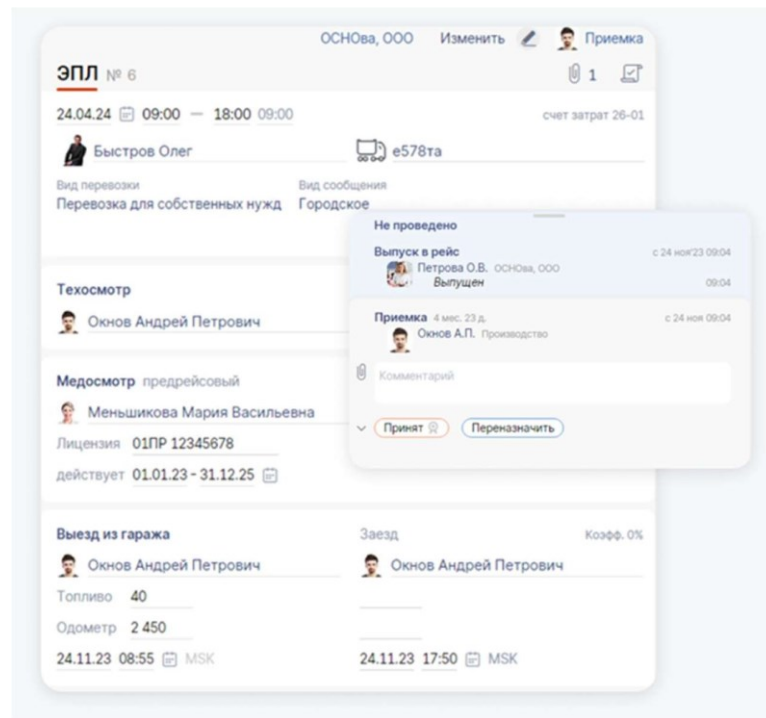 ОСНОва, ООО Изменить Приемка
ЭПЛ № 6 1
24.04.24 09:00 — 18:00 09:00 счет затрат 26-01
Быстров Олег е578та
Вид перевозки Вид сообщения
Перевозка для собственных нужд Городское
Не проведено
Выпуск в рейс с 24 ноя'23 09:04
Петрова О.В. ОСНОва, ООО
Выпущен 09:04
Приемка 4 мес. 23 д. с 24 ноя 09:04
Окнов А.П. Производство
Комментарий
Принят Переназначить
Техосмотр
Окнов Андрей Петрович
Медосмотр предрейсовый
Меньшикова Мария Васильевна
Лицензия 01ПР 12345678
действует 01.01.23 - 31.12.25
Выезд из гаража Заезд Коэфф. 0%
Окнов Андрей Петрович Окнов Андрей Петрович
Топливо 40
Одометр 2 450
24.11.23 08:55 MSK 24.11.23 17:50 MSK